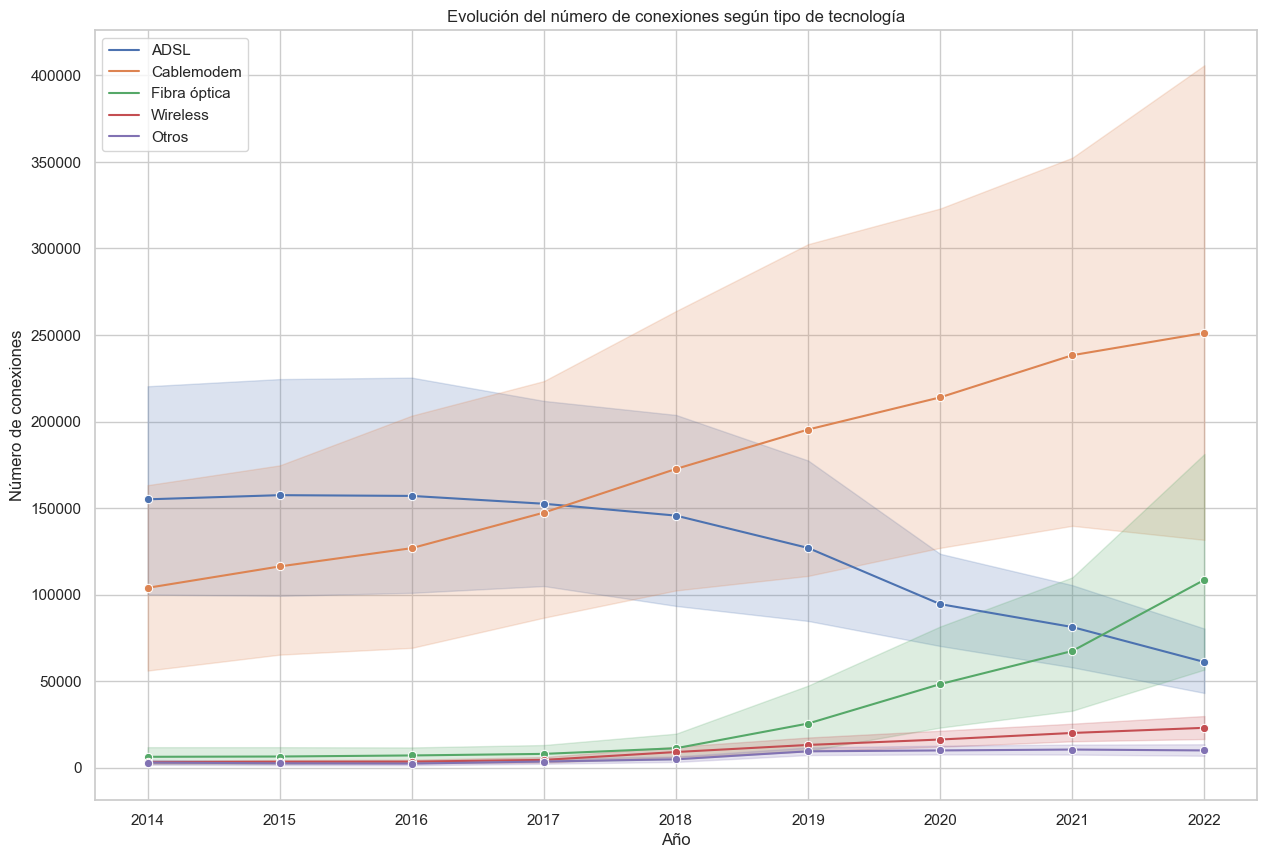 Evolución del número de conexiones según tipo de tecnología
ADSL
Cablemodem
Fibra óptica
Wireless
Otros
Número de conexiones
400000
350000
300000
250000
200000
150000
100000
50000
0
2014 2015 2016 2017 2018 2019 2020 2021 2022
Año